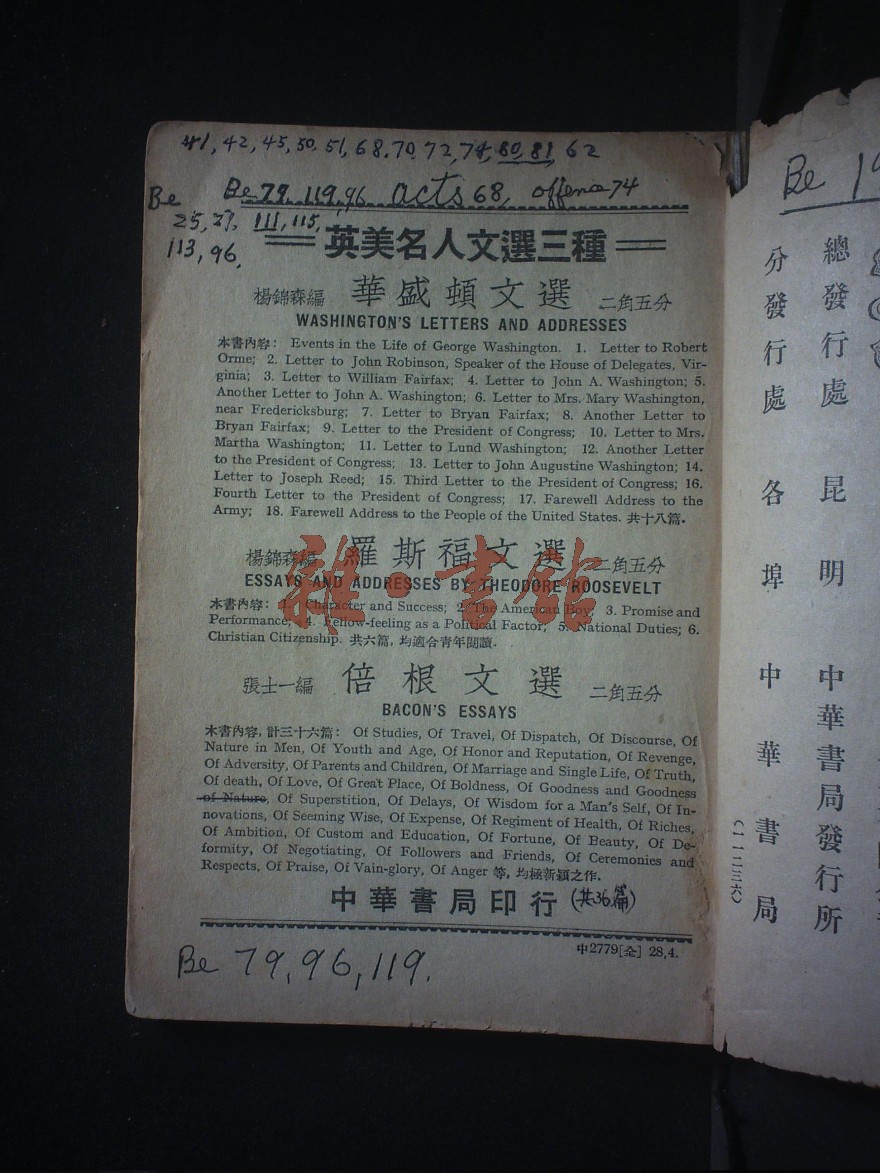 41, 42, 45, 50, 51, 68, 70, 72, 74, 80, 81, 62
Be Be 79, 119, 96 acts 68, offence 74
25, 27, 111, 115,
113, 96.
英美名人文選三種
楊錦森編 華盛頓文選 二角五分
WASHINGTON'S LETTERS AND ADDRESSES
本書內容: Events in the Life of George Washington. 1. Letter to Robert
Orme; 2. Letter to John Robinson, Speaker of the House of Delegates, Vir-
ginia; 3. Letter to William Fairfax; 4. Letter to John A. Washington; 5.
Another Letter to John A. Washington; 6. Letter to Mrs. Mary Washington,
near Fredericksburg; 7. Letter to Bryan Fairfax; 8. Another Letter to
Bryan Fairfax; 9. Letter to the President of Congress; 10. Letter to Mrs.
Martha Washington; 11. Letter to Lund Washington; 12. Another Letter
to the President of Congress; 13. Letter to John Augustine Washington; 14.
Letter to Joseph Reed; 15. Third Letter to the President of Congress; 16.
Fourth Letter to the President of Congress; 17. Farewell Address to the
Army; 18. Farewell Address to the People of the United States. 共十八篇.
楊錦森編 羅斯福文選 二角五分
ESSAYS AND ADDRESSES BY THEODORE ROOSEVELT
本書內容: 1. Character and Success; 2. The American Boy; 3. Promise and
Performance; 4. Fellow-feeling as a Political Factor; 5. National Duties; 6.
Christian Citizenship. 共六篇, 均適合青年閱讀.
雜·書館
張士一編 倍根文選 二角五分
BACON'S ESSAYS
本書內容, 計三十六篇: Of Studies, Of Travel, Of Dispatch, Of Discourse, Of
Nature in Men, Of Youth and Age, Of Honor and Reputation, Of Revenge,
Of Adversity, Of Parents and Children, Of Marriage and Single Life, Of Truth,
Of death, Of Love, Of Great Place, Of Boldness, Of Goodness and Goodness
of Nature, Of Superstition, Of Delays, Of Wisdom for a Man's Self, Of In-
novations, Of Seeming Wise, Of Expense, Of Regiment of Health, Of Riches,
Of Ambition, Of Custom and Education, Of Fortune, Of Beauty, Of De-
formity, Of Negotiating, Of Followers and Friends, Of Ceremonies and
Respects, Of Praise, Of Vain-glory, Of Anger 等, 均極新穎之作.
中華書局印行 (共36篇)
中2779[全] 28,4.
Be 79, 96, 119.
Be
總發行處 昆明 中華書局發行所
分發行處 各埠 中華書局
(一一二三六)